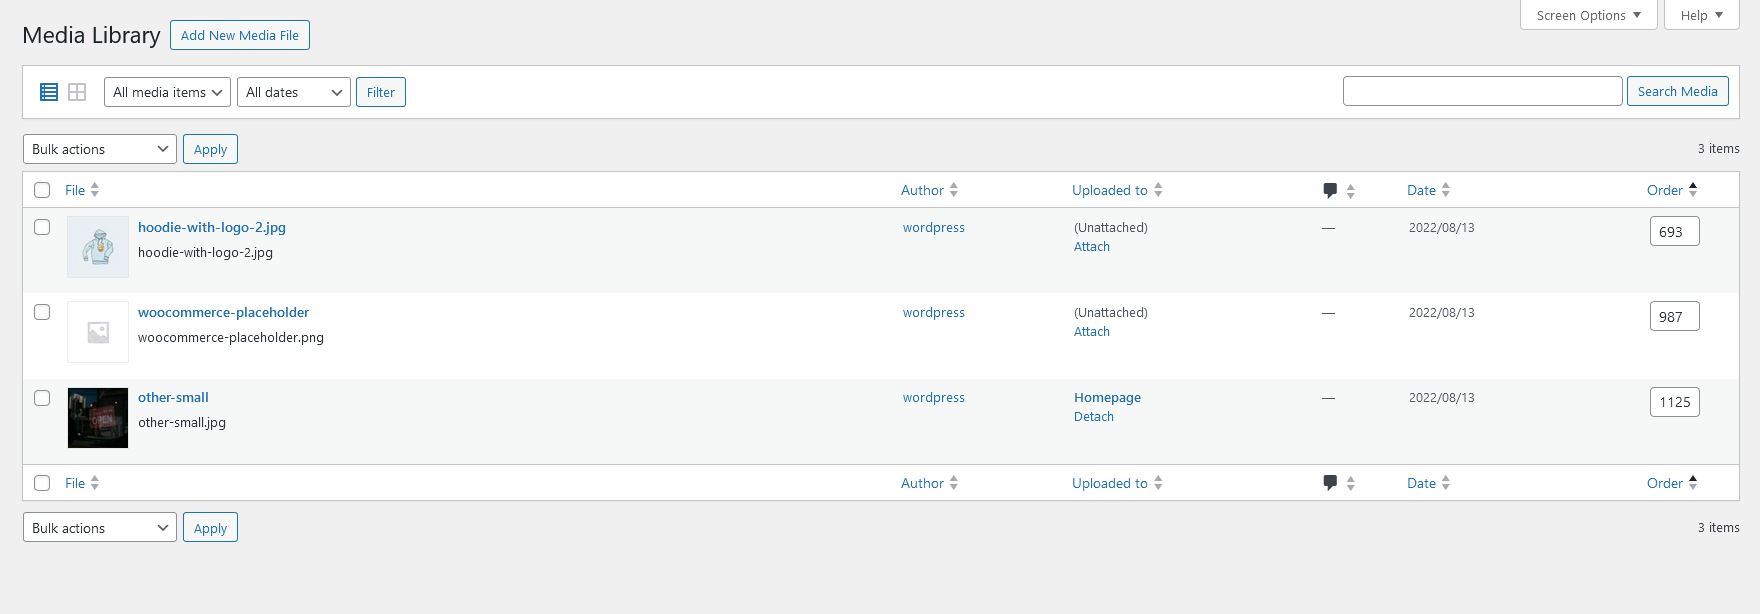 Screen Options Help
Media Library Add New Media File
All media items All dates Filter Search Media
Bulk actions Apply 3 items
File Author Uploaded to Date Order
hoodie-with-logo-2.jpg wordpress (Unattached) — 2022/08/13 693
hoodie-with-logo-2.jpg Attach
woocommerce-placeholder wordpress (Unattached) — 2022/08/13 987
woocommerce-placeholder.png Attach
other-small wordpress Homepage — 2022/08/13 1125
OPEN
other-small.jpg Detach
File Author Uploaded to Date Order
Bulk actions Apply 3 items